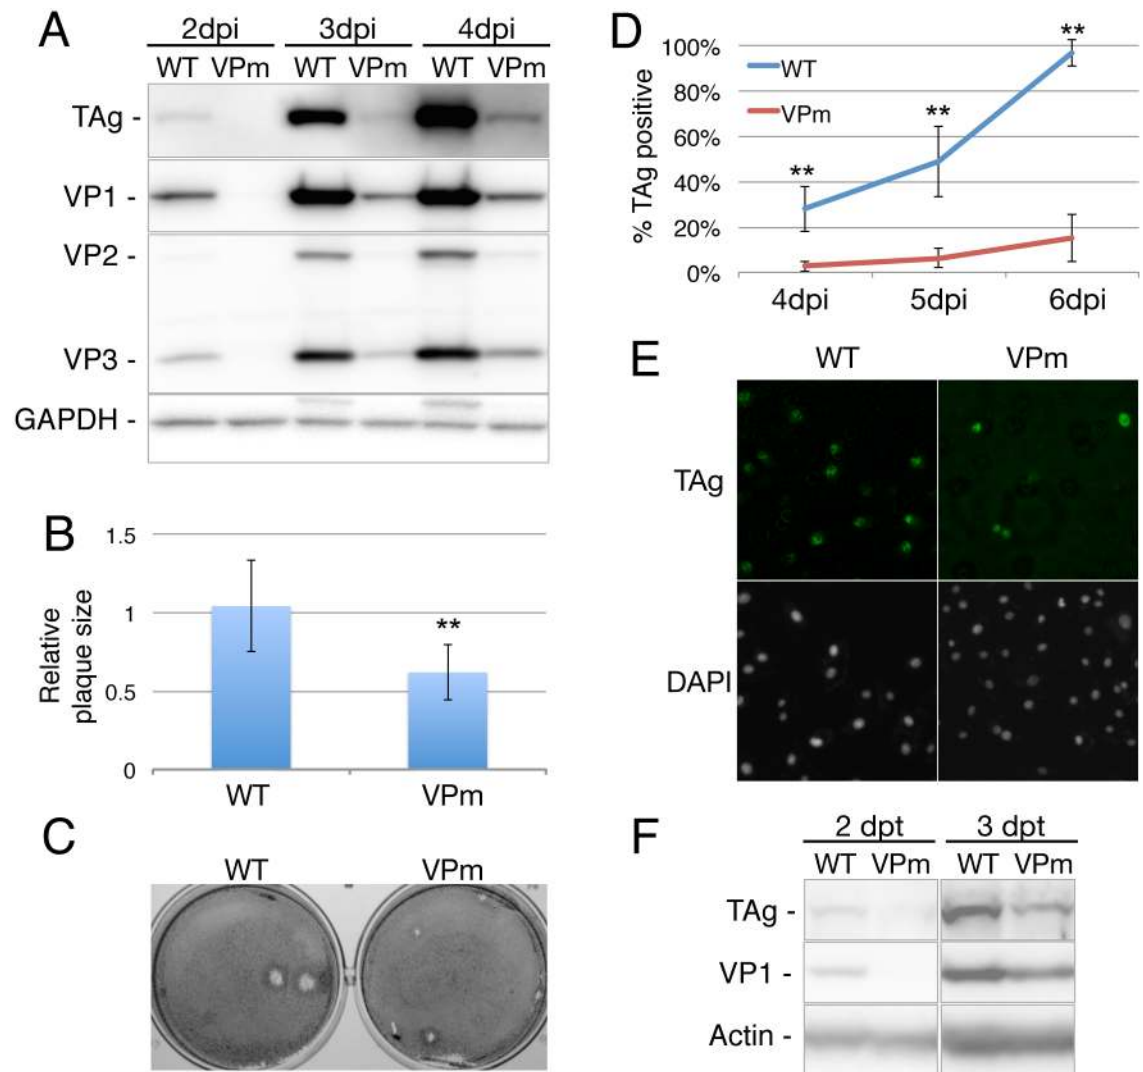 A
2dpi 3dpi 4dpi
WT VPm WT VPm WT VPm
TAg -
VP1 -
VP2 -
VP3 -
GAPDH -
B
1.5
1
0.5
0
Relative
plaque size
**
WT VPm
C
WT VPm
D
100%
80%
60%
40%
20%
0%
% TAg positive
WT
VPm
**
**
**
4dpi 5dpi 6dpi
E
WT VPm
TAg
DAPI
F
2 dpt 3 dpt
WT VPm WT VPm
TAg -
VP1 -
Actin -